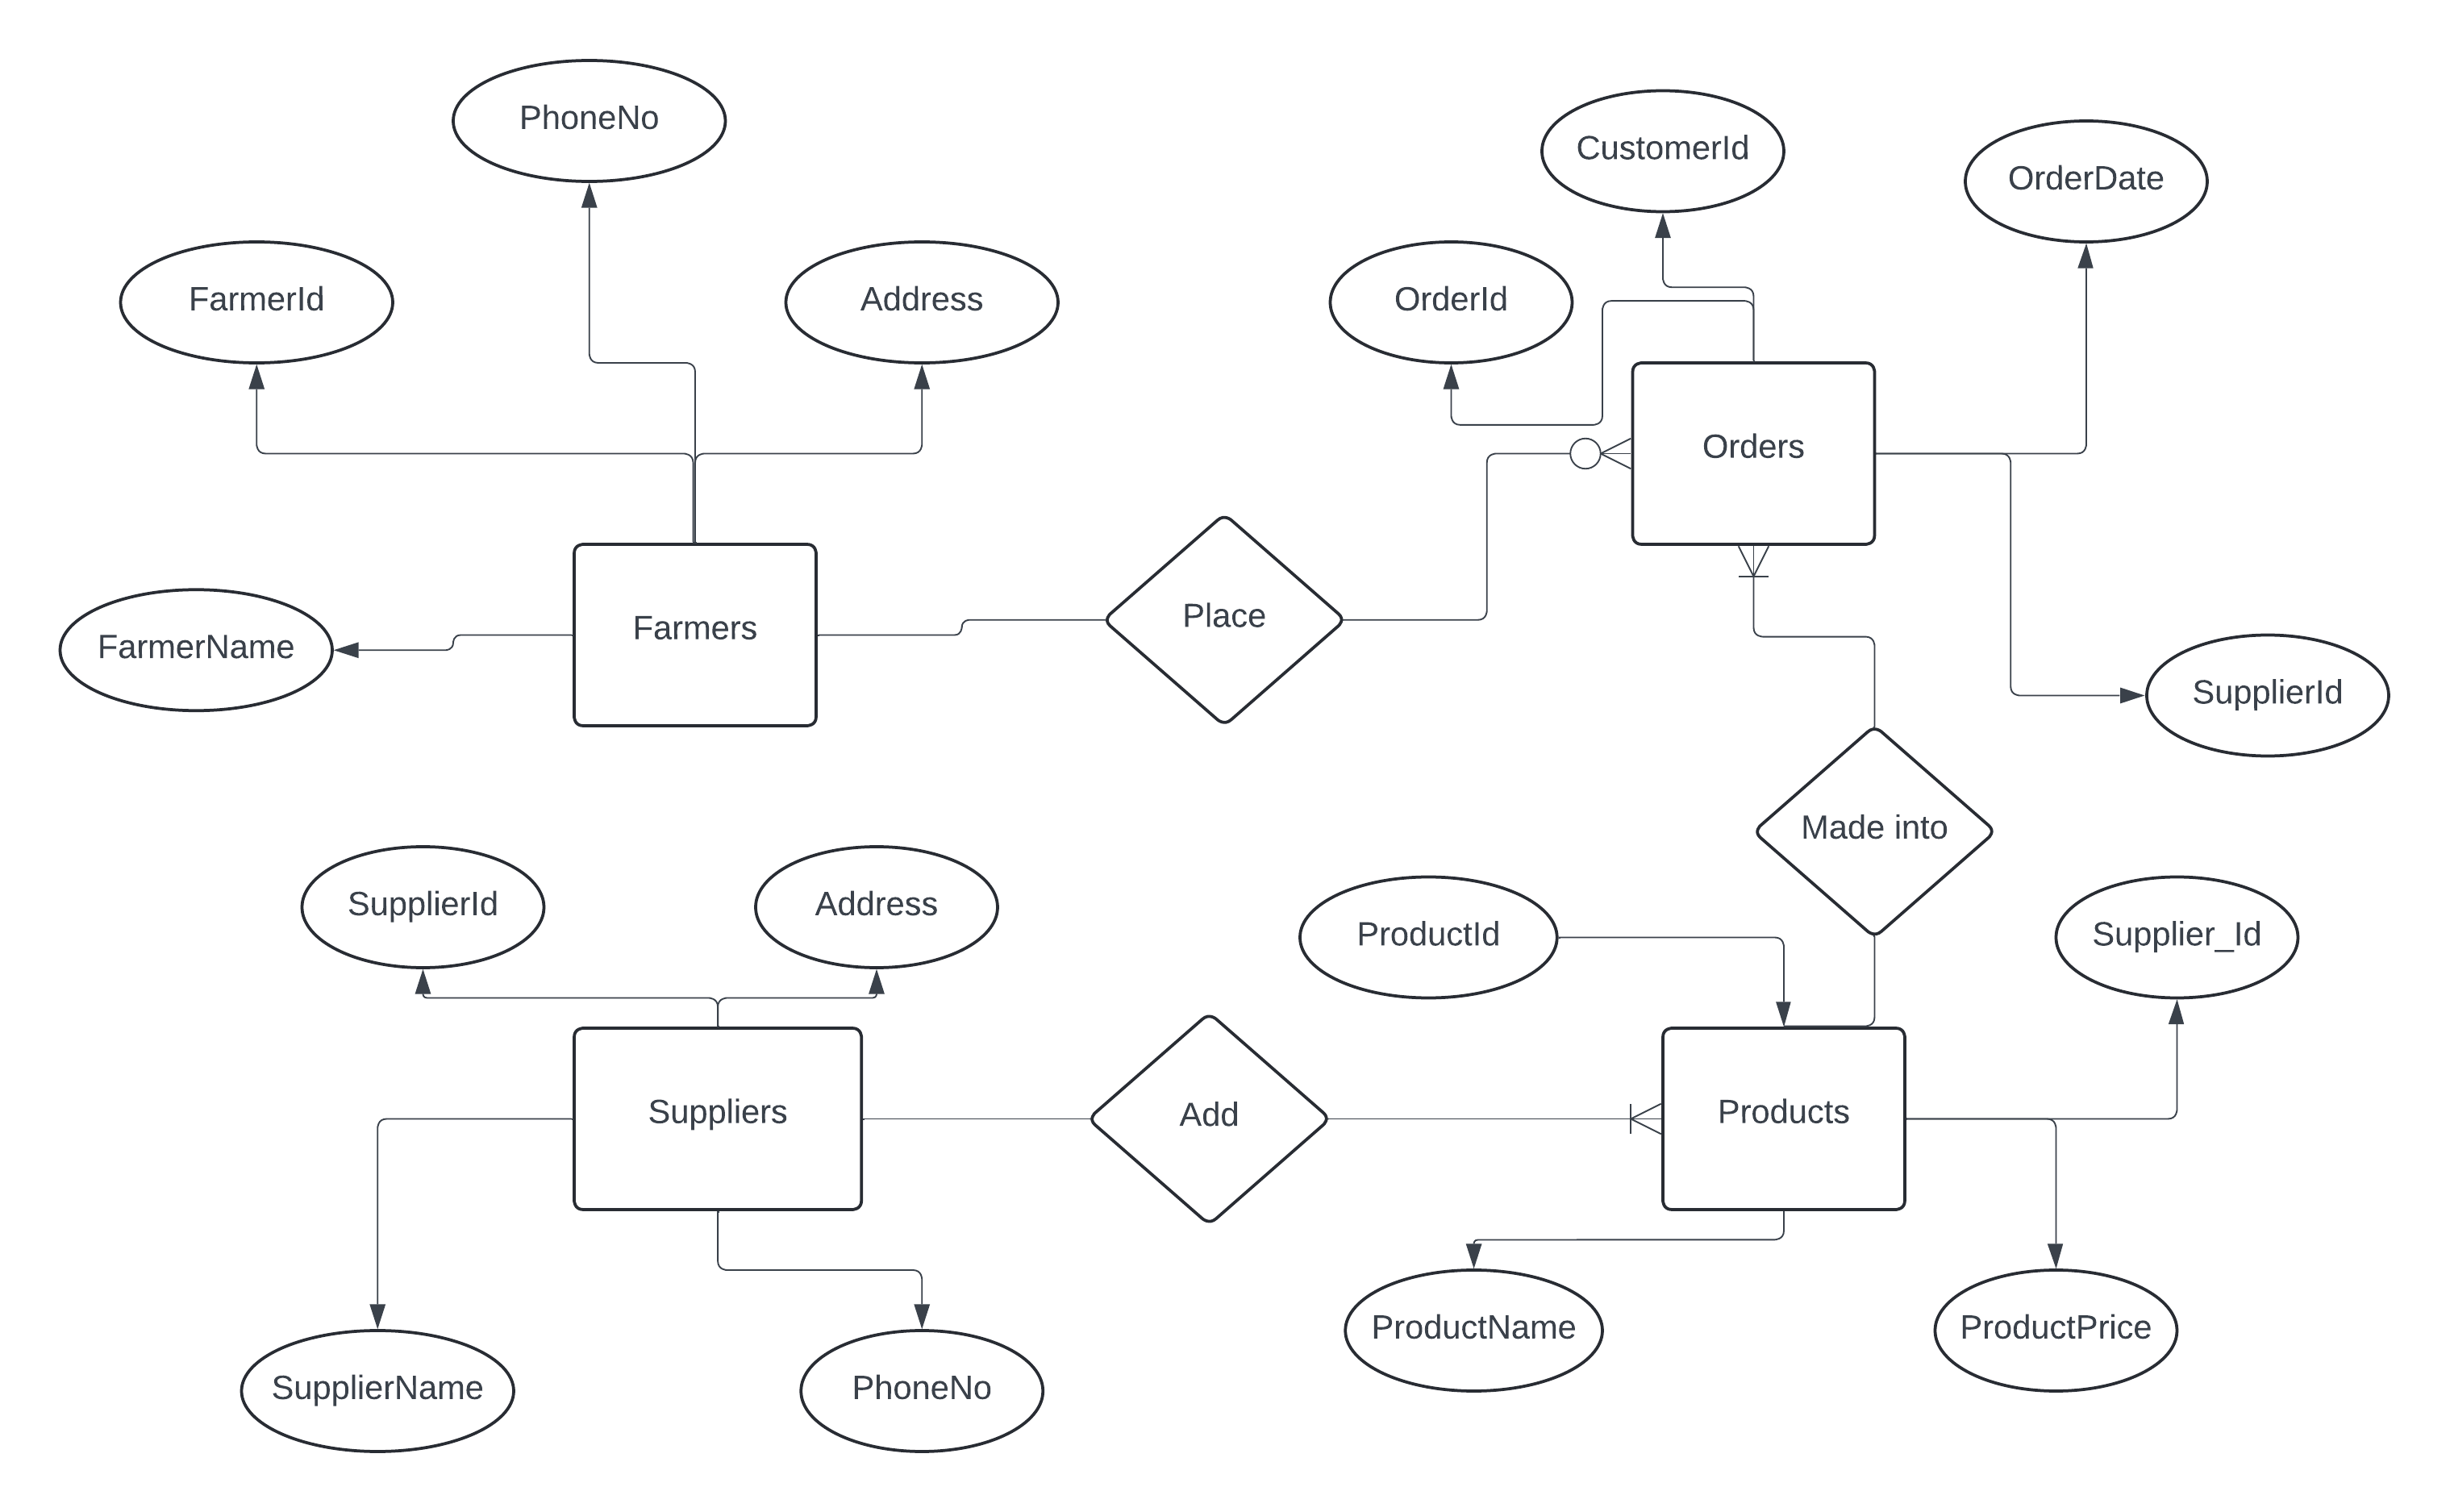 PhoneNo
CustomerId
OrderDate
FarmerId
Address
OrderId
Orders
Place
Farmers
FarmerName
SupplierId
Made into
SupplierId
Address
ProductId
Supplier_Id
Suppliers
Add
Products
ProductName
ProductPrice
SupplierName
PhoneNo